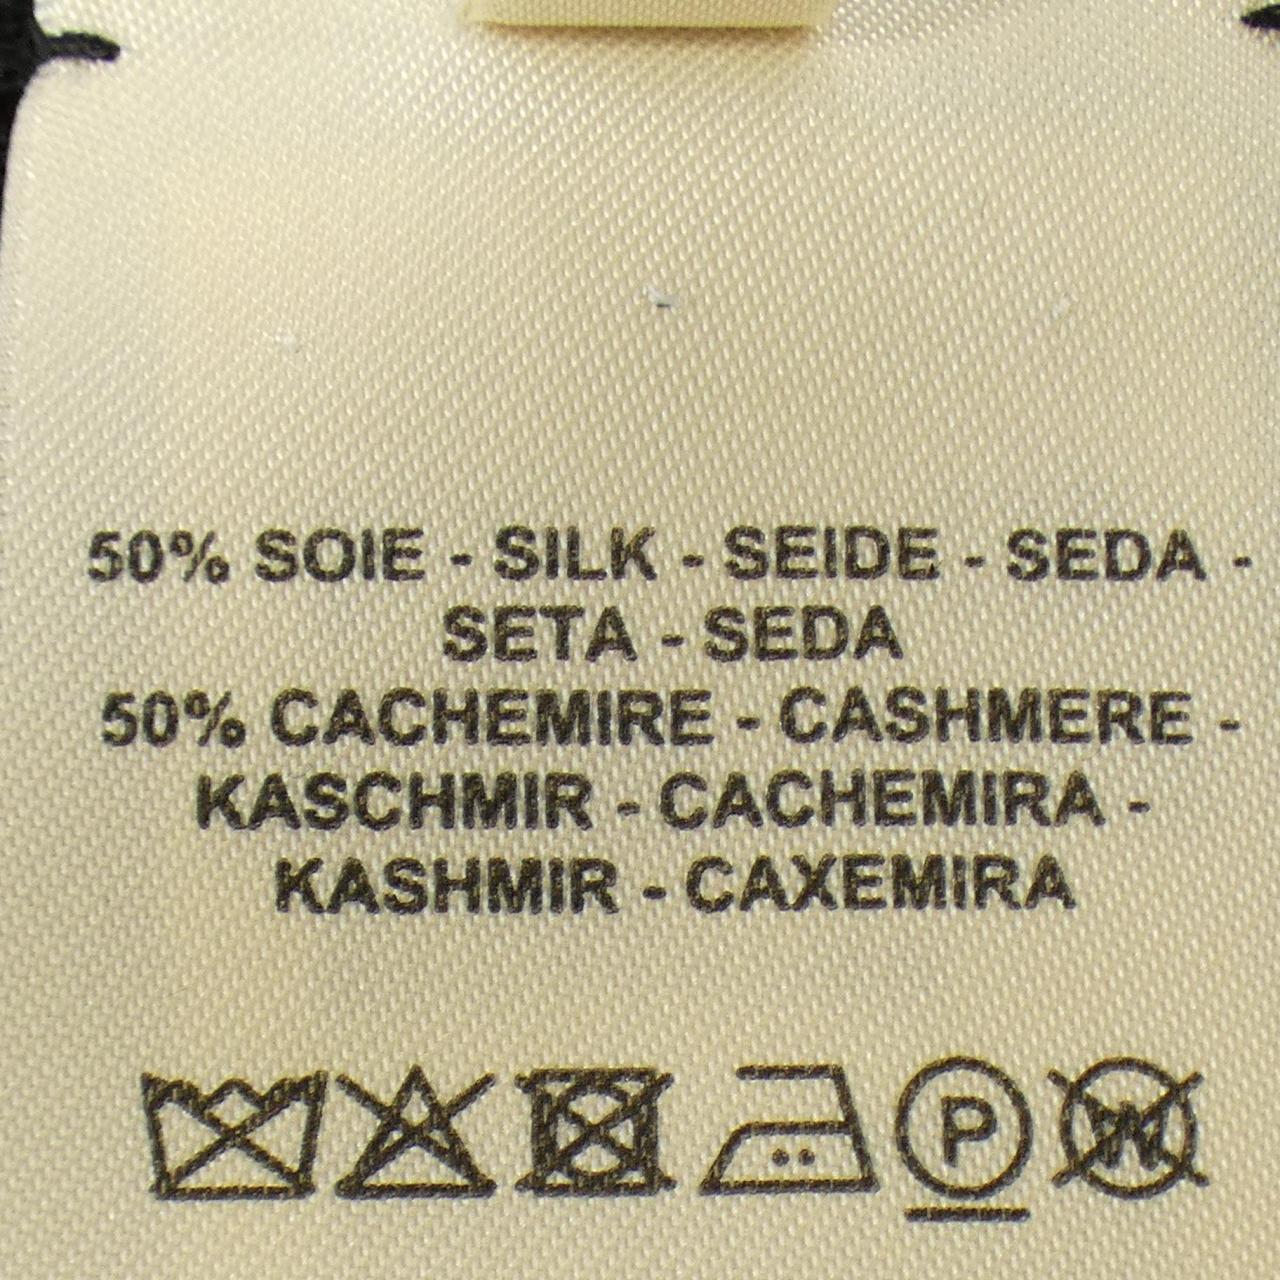 50% SOIE - SILK - SEIDE - SEDA -
SETA - SEDA
50% CACHEMIRE - CASHMERE -
KASCHMIR - CACHEMIRA -
KASHMIR - CAXEMIRA
P W